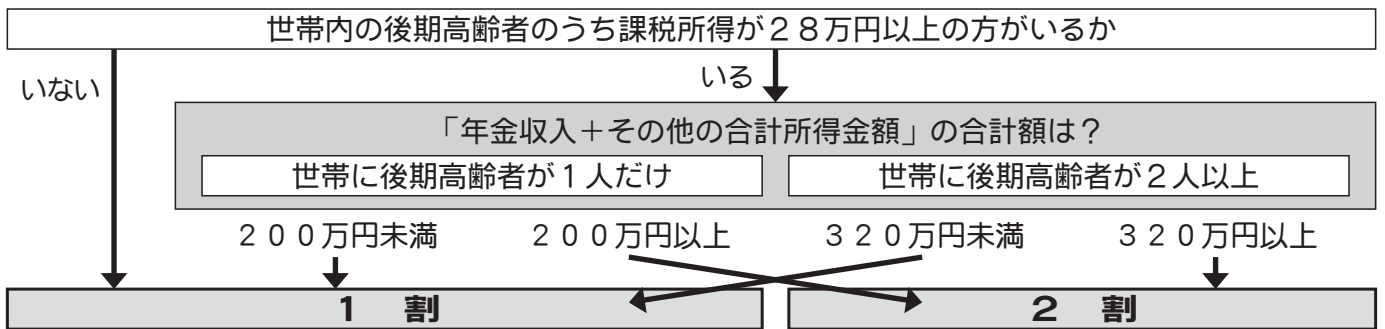 世帯内の後期高齢者のうち課税所得が２８万円以上の方がいるか
いない
いる
「年金収入＋その他の合計所得金額」の合計額は？
世帯に後期高齢者が１人だけ
世帯に後期高齢者が２人以上
２００万円未満
２００万円以上
３２０万円未満
３２０万円以上
１ 割
２ 割